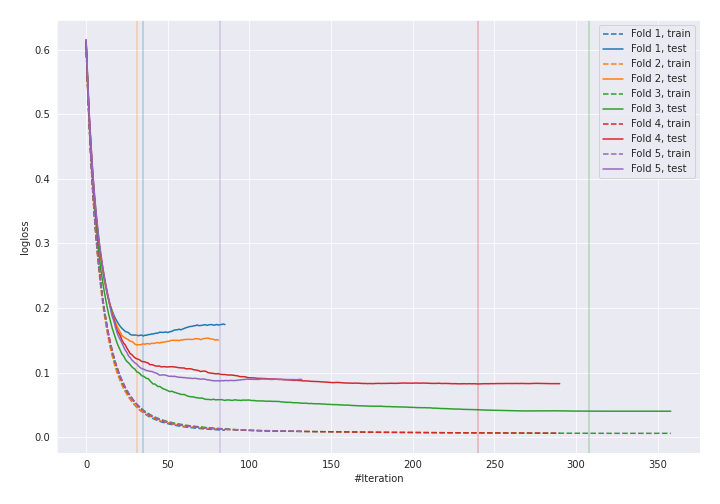 0.6
0.5
0.4
0.3
0.2
0.1
0.0
logloss
0
50
100
150
200
250
300
350
#Iteration
Fold 1, train
Fold 1, test
Fold 2, train
Fold 2, test
Fold 3, train
Fold 3, test
Fold 4, train
Fold 4, test
Fold 5, train
Fold 5, test